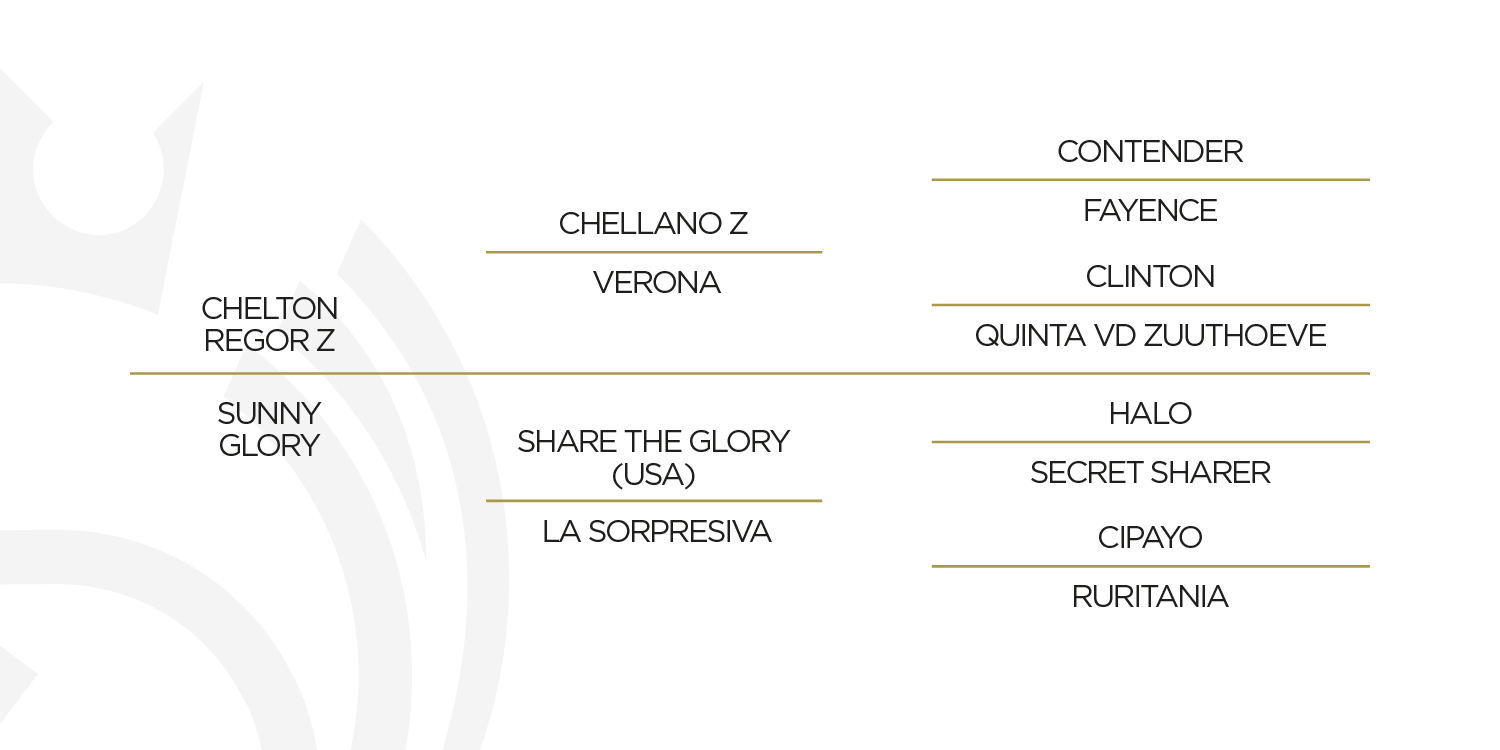 CHELTON
REGOR Z
SUNNY
GLORY
CHELLANO Z
VERONA
SHARE THE GLORY
(USA)
LA SORPRESIVA
CONTENDER
FAYENCE
CLINTON
QUINTA VD ZUUTHOEVE
HALO
SECRET SHARER
CIPAYO
RURITANIA